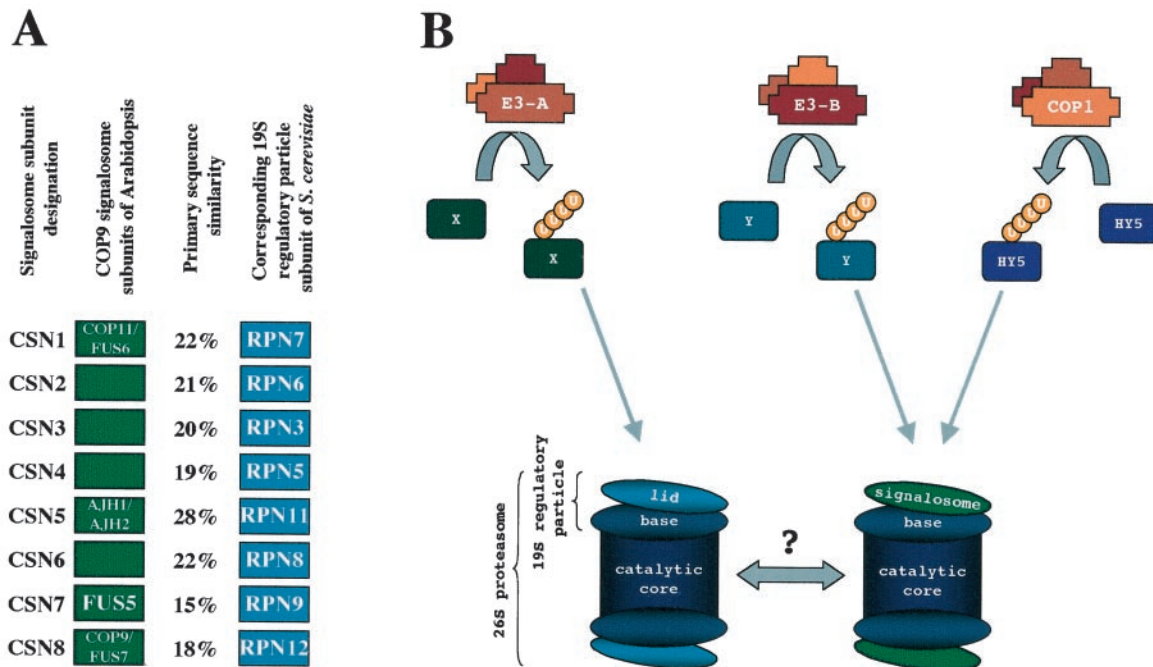 A
Signalosome subunit
designation
COP9 signalosome
subunits of Arabidopsis
Primary sequence
similarity
Corresponding 19S
regulatory particle
subunit of S. cerevisiae
CSN1 COP11/ FUS6 22% RPN7
CSN2 21% RPN6
CSN3 20% RPN3
CSN4 19% RPN5
CSN5 AJH1/ AJH2 28% RPN11
CSN6 22% RPN8
CSN7 FUS5 15% RPN9
CSN8 COP9/ FUS7 18% RPN12
B
E3-A
E3-B
COP1
X
UUUU
X
Y
UUUU
Y
UUUU
HY5
HY5
26S proteasome
19S regulatory
particle
lid
base
catalytic
core
?
signalosome
base
catalytic
core